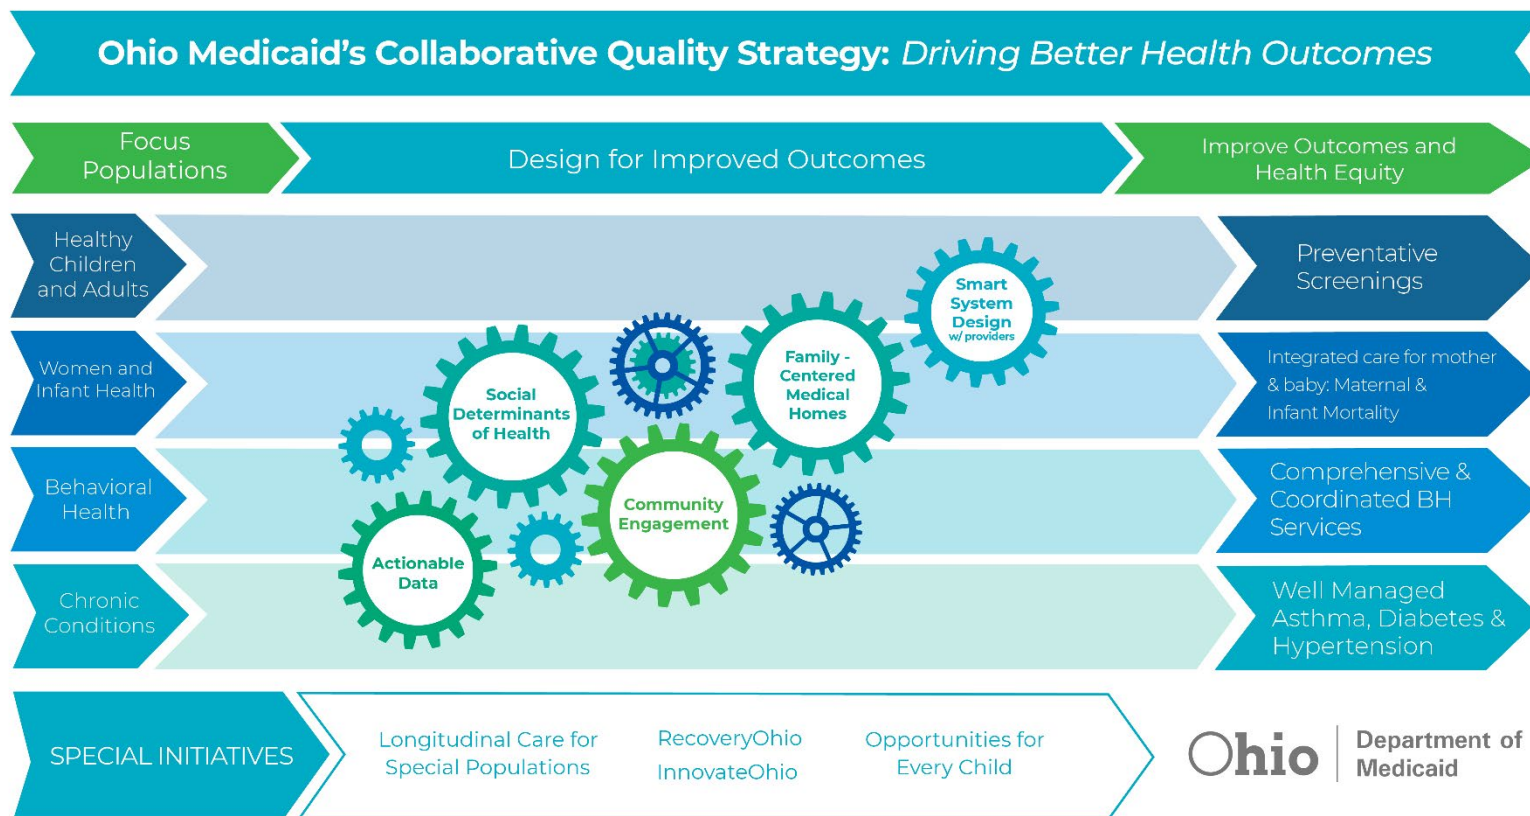 Ohio Medicaid's Collaborative Quality Strategy: Driving Better Health Outcomes
Focus
Populations
Design for Improved Outcomes
Improve Outcomes and
Health Equity
Healthy
Children
and Adults
Preventative
Screenings
Smart
System
Design
w/ providers
Women and
Infant Health
Social
Determinants
of Health
Family -
Centered
Medical
Homes
Integrated care for mother
& baby: Maternal &
Infant Mortality
Behavioral
Health
Community
Engagement
Comprehensive &
Coordinated BH
Services
Actionable
Data
Chronic
Conditions
Well Managed
Asthma, Diabetes &
Hypertension
SPECIAL INITIATIVES
Longitudinal Care for
Special Populations
RecoveryOhio
InnovateOhio
Opportunities for
Every Child
Ohio
Department of
Medicaid